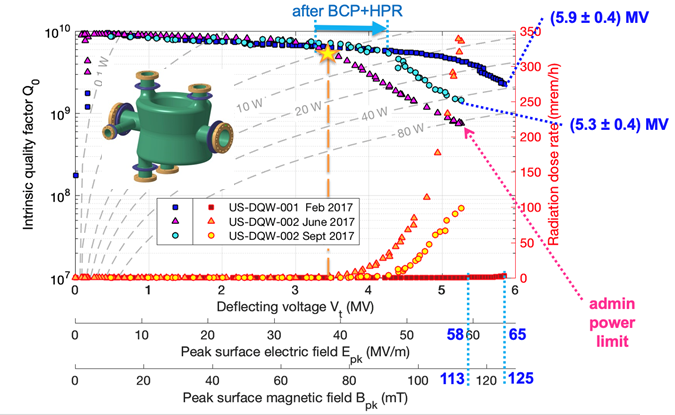 after BCP+HPR
(5.9 ± 0.4) MV
(5.3 ± 0.4) MV
admin
power
limit
Intrinsic quality factor Q0
10^10
10^9
10^8
10^7
0.1 W
10 W
20 W
40 W
80 W
US-DQW-001 Feb 2017
US-DQW-002 June 2017
US-DQW-002 Sept 2017
Radiation dose rate (mrem/h)
350
300
250
200
150
100
50
0
0 1 2 3 4 5 6
Deflecting voltage Vt (MV)
0 10 20 30 40 50 58 60 65
Peak surface electric field Epk (MV/m)
0 20 40 60 80 100 113 120 125
Peak surface magnetic field Bpk (mT)